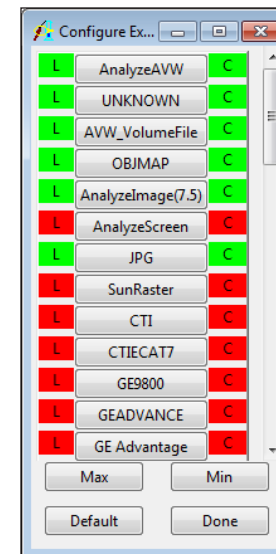 Configure Ex...
L AnalyzeAVW C
L UNKNOWN C
L AVW_VolumeFile C
L OBJMAP C
L AnalyzeImage(7.5) C
L AnalyzeScreen C
L JPG C
L SunRaster C
L CTI C
L CTIECAT7 C
L GE9800 C
L GEADVANCE C
L GE Advantage C
Max Min
Default Done